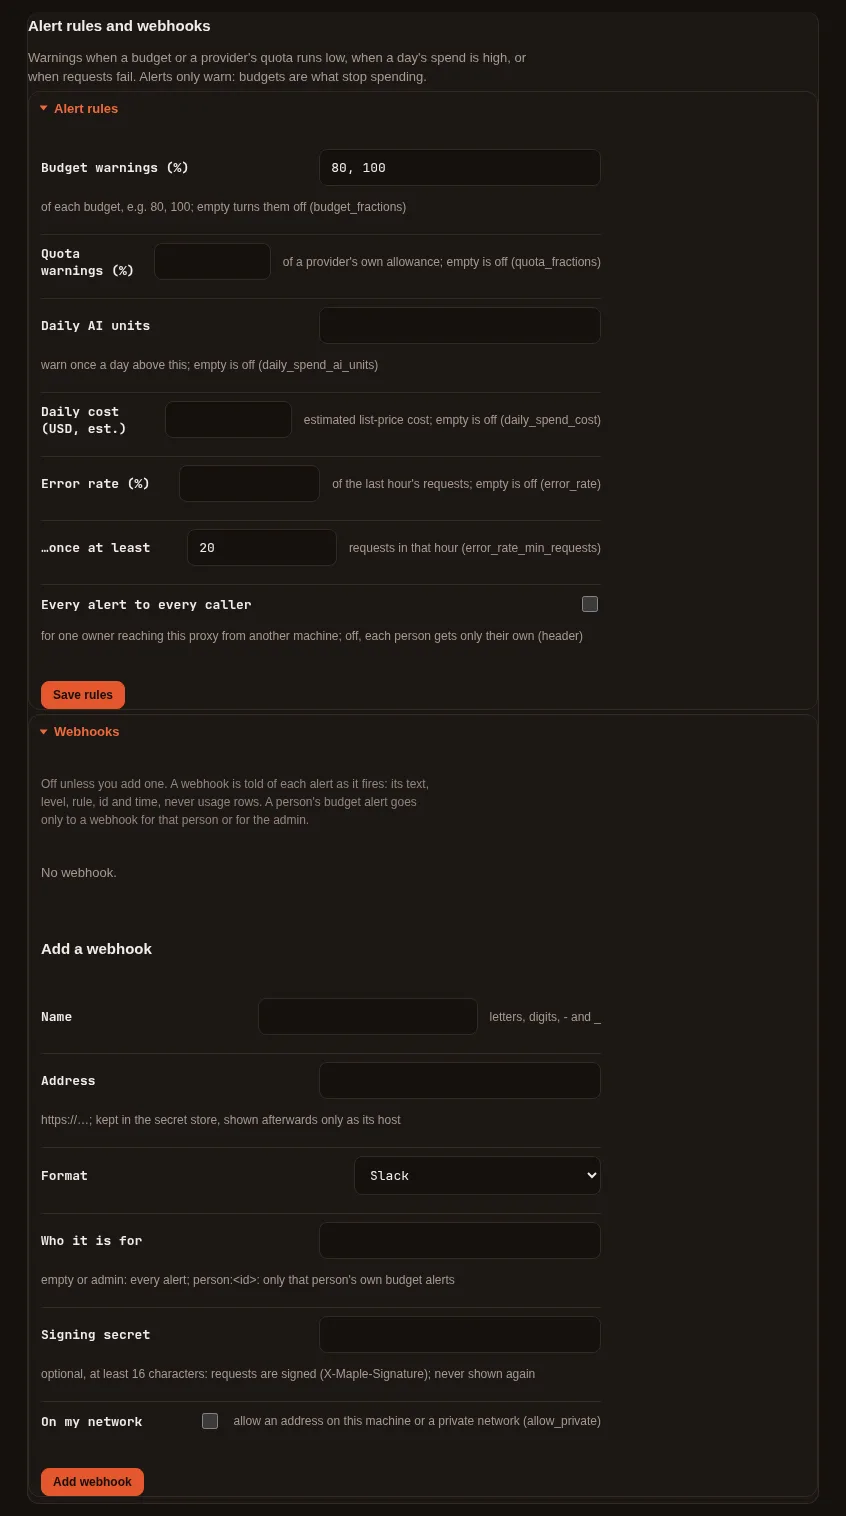 Alert rules and webhooks
Warnings when a budget or a provider's quota runs low, when a day's spend is high, or
when requests fail. Alerts only warn: budgets are what stop spending.
Alert rules
Budget warnings (%)
80, 100
of each budget, e.g. 80, 100; empty turns them off (budget_fractions)
Quota
warnings (%)
of a provider's own allowance; empty is off (quota_fractions)
Daily AI units
warn once a day above this; empty is off (daily_spend_ai_units)
Daily cost
(USD, est.)
estimated list-price cost; empty is off (daily_spend_cost)
Error rate (%)
of the last hour's requests; empty is off (error_rate)
…once at least
20
requests in that hour (error_rate_min_requests)
Every alert to every caller
for one owner reaching this proxy from another machine; off, each person gets only their own (header)
Save rules
Webhooks
Off unless you add one. A webhook is told of each alert as it fires: its text,
level, rule, id and time, never usage rows. A person's budget alert goes
only to a webhook for that person or for the admin.
No webhook.
Add a webhook
Name
letters, digits, - and _
Address
https://…; kept in the secret store, shown afterwards only as its host
Format
Slack
Who it is for
empty or admin: every alert; person:<id>: only that person's own budget alerts
Signing secret
optional, at least 16 characters: requests are signed (X-Maple-Signature); never shown again
On my network
allow an address on this machine or a private network (allow_private)
Add webhook